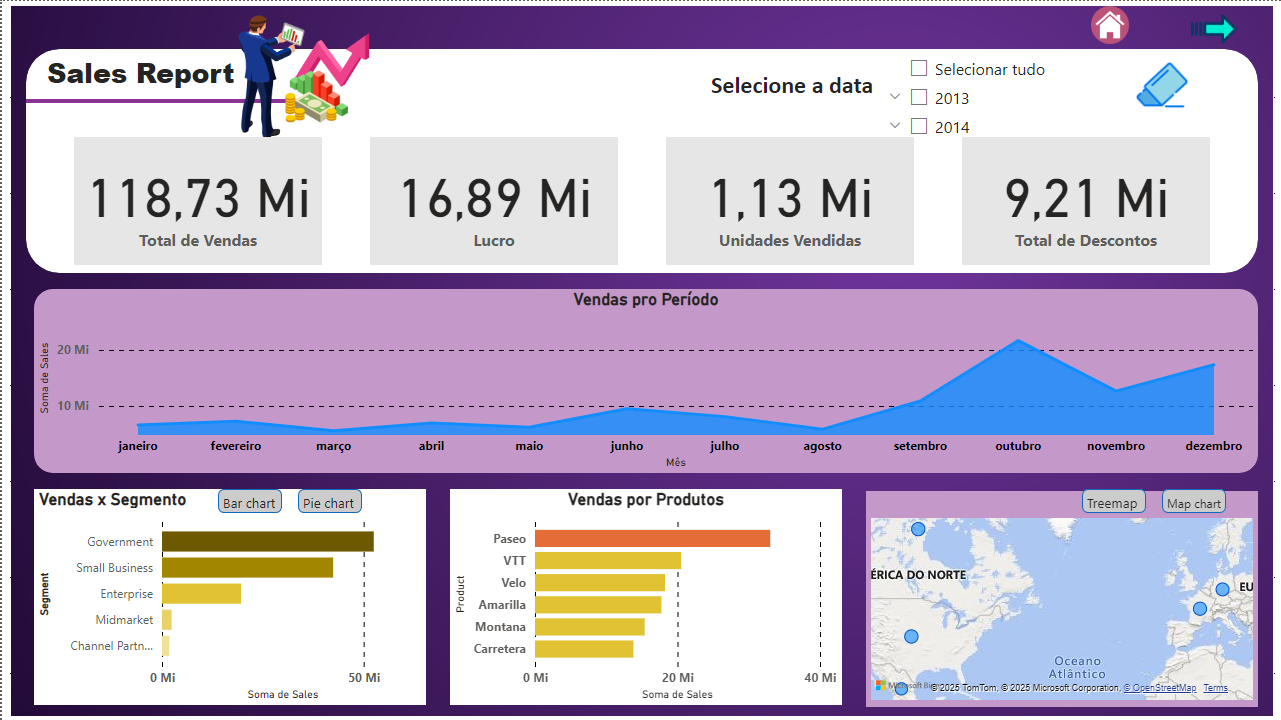 Sales Report
Selecione a data
Selecionar tudo
2013
2014
118,73 Mi
Total de Vendas
16,89 Mi
Lucro
1,13 Mi
Unidades Vendidas
9,21 Mi
Total de Descontos
Vendas pro Período
Soma de Sales
20 Mi
10 Mi
janeiro fevereiro março abril maio junho julho agosto setembro outubro novembro dezembro
Mês
Vendas x Segmento
Bar chart
Pie chart
Segment
Government
Small Business
Enterprise
Midmarket
Channel Partn...
0 Mi 50 Mi
Soma de Sales
Vendas por Produtos
Product
Paseo
VTT
Velo
Amarilla
Montana
Carretera
0 Mi 20 Mi 40 Mi
Soma de Sales
Treemap
Map chart
ÉRICA DO NORTE
EU
Oceano
Atlântico
Microsoft
© 2025 TomTom, © 2025 Microsoft Corporation, © OpenStreetMap Terms